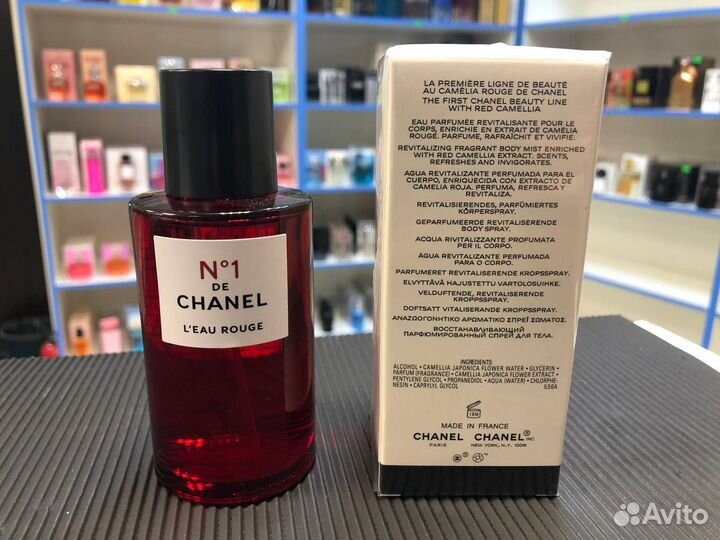 N°1
DE
CHANEL
L'EAU ROUGE
LA PREMIÈRE LIGNE DE BEAUTÉ
AU CAMÉLIA ROUGE DE CHANEL
THE FIRST CHANEL BEAUTY LINE
WITH RED CAMELLIA
EAU PARFUMÉE REVITALISANTE POUR LE
CORPS, ENRICHIE EN EXTRAIT DE CAMÉLIA
ROUGE. PARFUME, RAFRAÎCHIT ET VIVIFIE.
REVITALIZING FRAGRANT BODY MIST ENRICHED
WITH RED CAMELLIA EXTRACT. SCENTS,
REFRESHES AND INVIGORATES.
AGUA REVITALIZANTE PERFUMADA PARA EL
CUERPO, ENRIQUECIDA CON EXTRACTO DE
CAMELIA ROJA. PERFUMA, REFRESCA Y
REVITALIZA.
REVITALISIERENDES, PARFÜMIERTES
KÖRPERSPRAY.
GEPARFUMEERDE REVITALISERENDE
BODY SPRAY.
ACQUA RIVITALIZZANTE PROFUMATA
PER IL CORPO.
ÁGUA REVITALIZANTE PERFUMADA
PARA O CORPO.
PARFUMERET REVITALISERENDE KROPSSPRAY.
ELVYTTÄVÄ HAJUSTETTU VARTALOSUIHKE.
VELDUFTENDE, REVITALISERENDE
KROPPSSPRAY.
DOFTSATT VITALISERANDE KROPPSSPRAY.
ΑΝΑΖΩΟΓΟΝΗΤΙΚΟ ΑΡΩΜΑΤΙΚΟ ΣΠΡΕΪ ΣΩΜΑΤΟΣ.
ВОССТАНАВЛИВАЮЩИЙ
ПАРФЮМИРОВАННЫЙ СПРЕЙ ДЛЯ ТЕЛА.
INGREDIENTS:
ALCOHOL • CAMELLIA JAPONICA FLOWER WATER • GLYCERIN •
PARFUM (FRAGRANCE) • CAMELLIA JAPONICA FLOWER EXTRACT •
PENTYLENE GLYCOL • PROPANEDIOL • AQUA (WATER) • CHLORPHE-
NESIN • CAPRYLYL GLYCOL IL56A
18M
MADE IN FRANCE
CHANEL CHANEL® INC
PARIS NEW YORK, N.Y. 10019
Avito